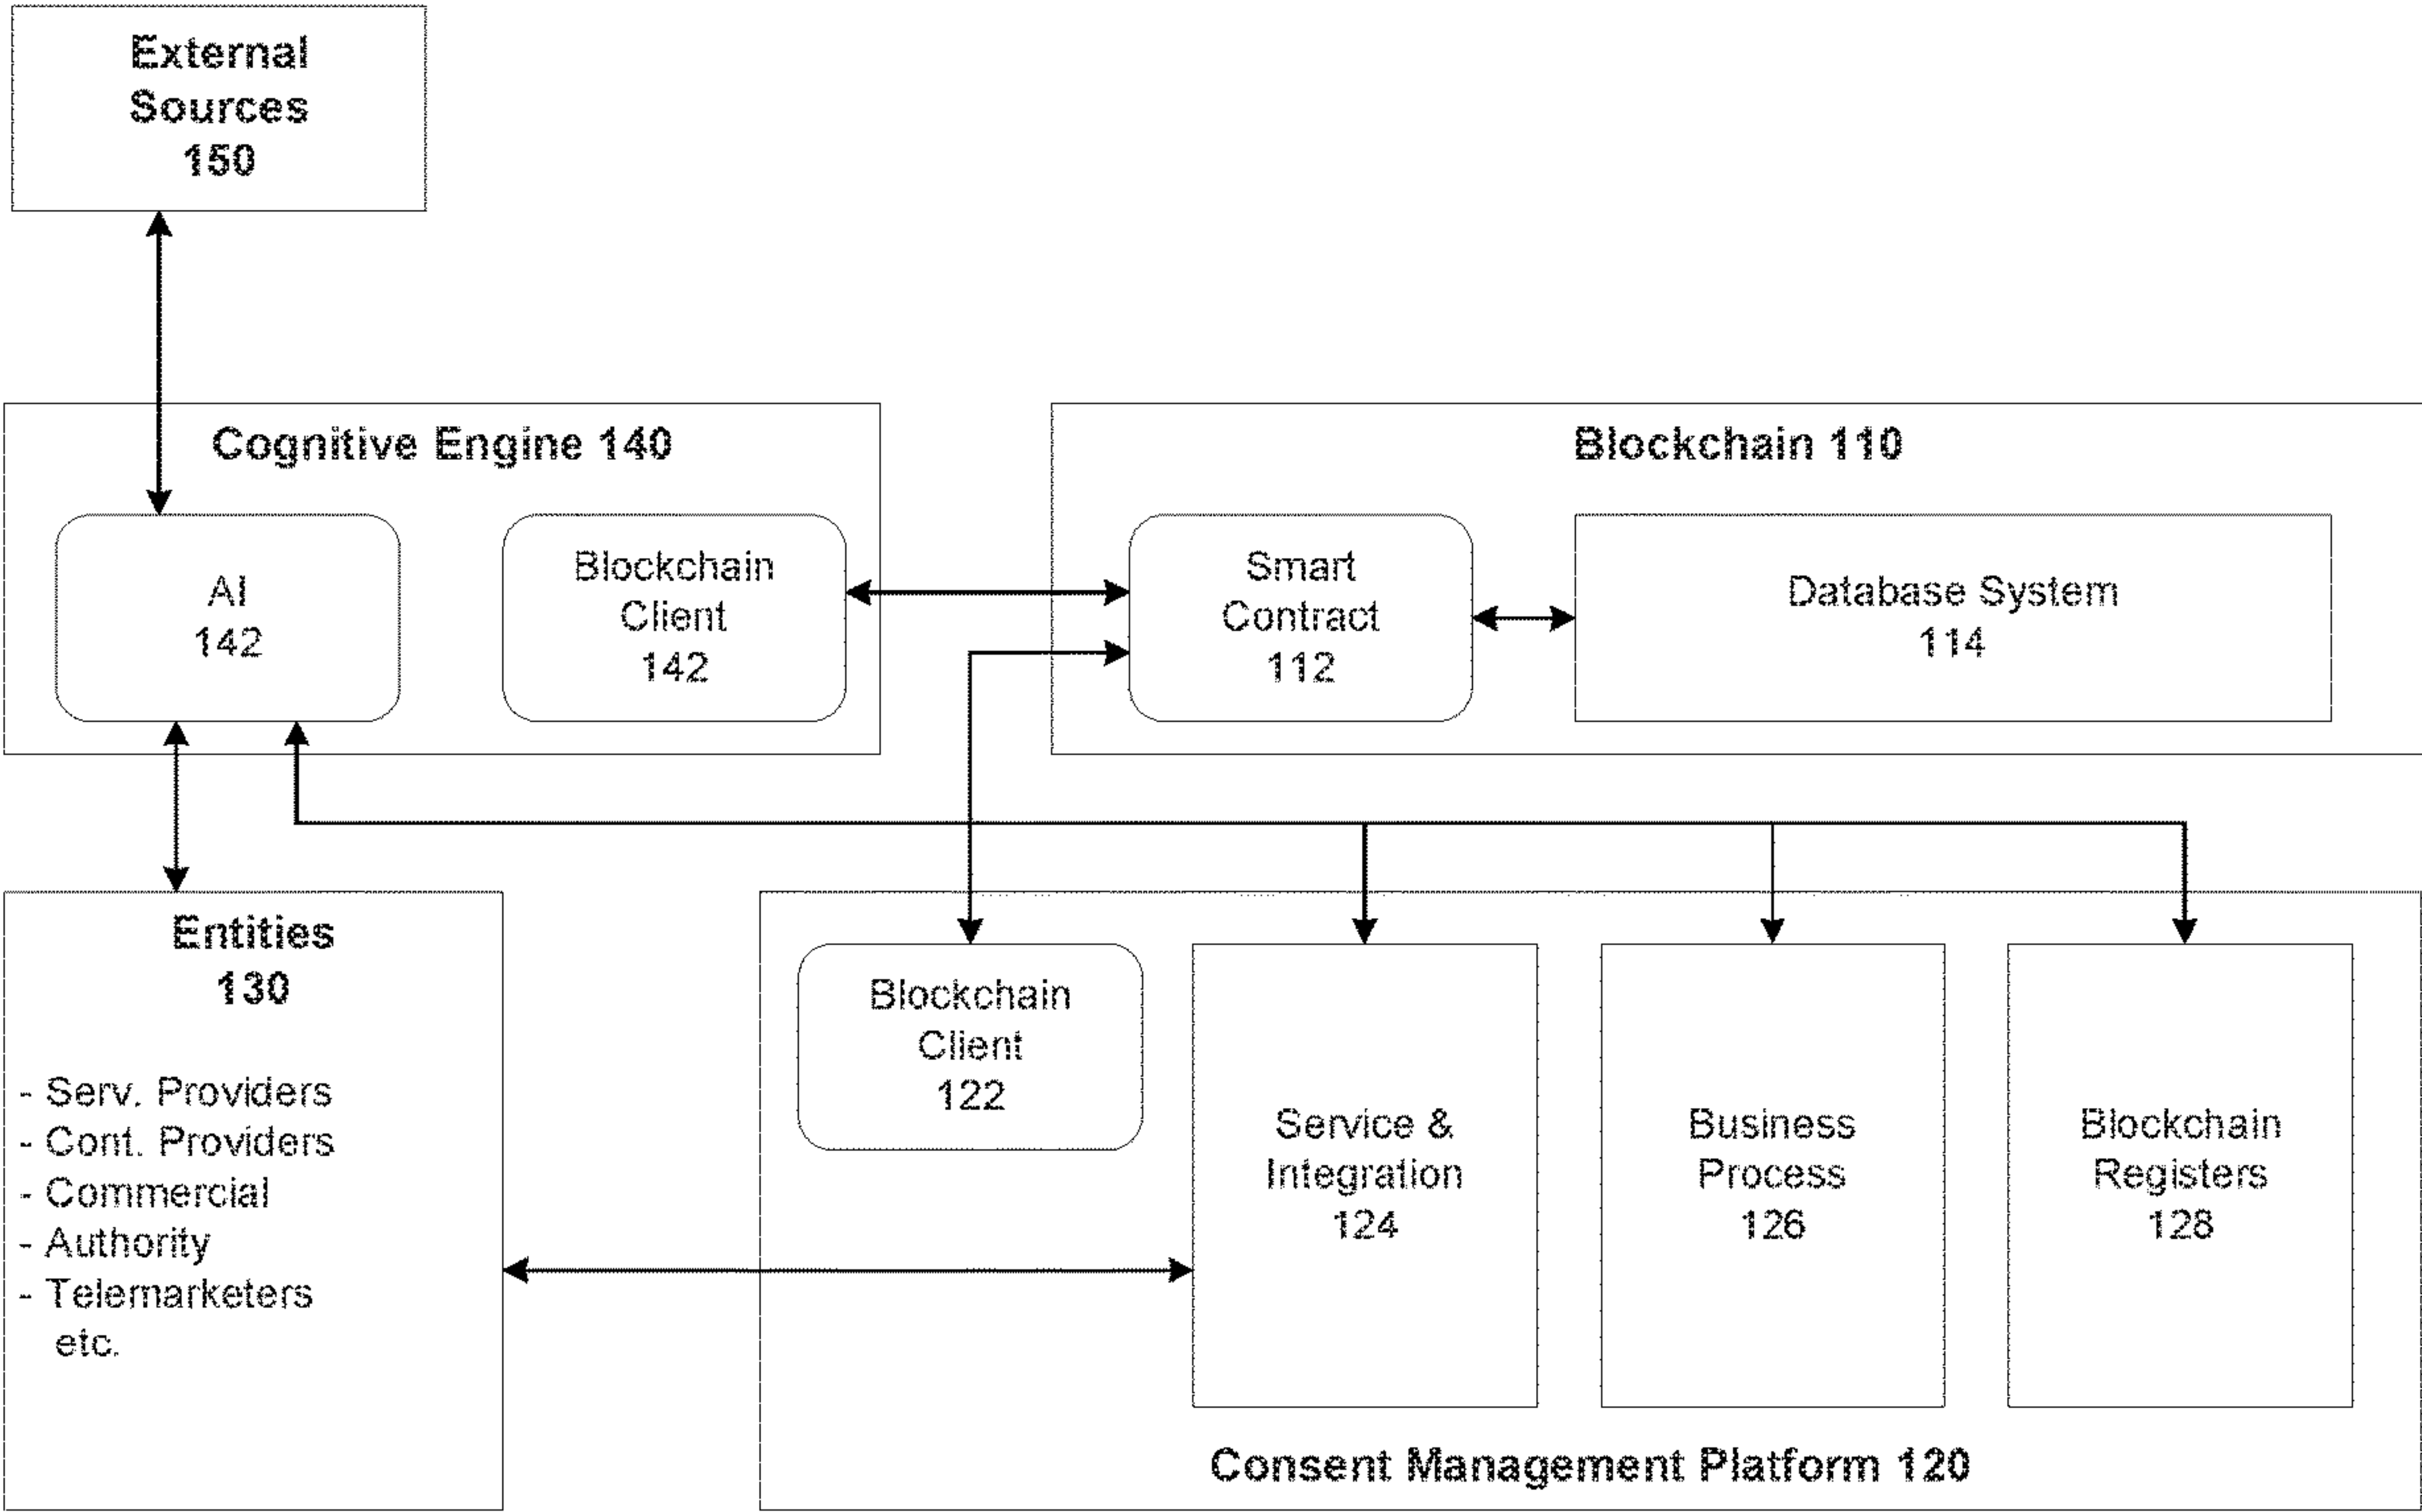 External
Sources
150
Cognitive Engine 140
AI
142
Blockchain
Client
142
Blockchain 110
Smart
Contract
112
Database System
114
Entities
130
- Serv. Providers
- Cont. Providers
- Commercial
- Authority
- Telemarketers
etc.
Blockchain
Client
122
Service &
Integration
124
Business
Process
126
Blockchain
Registers
128
Consent Management Platform 120